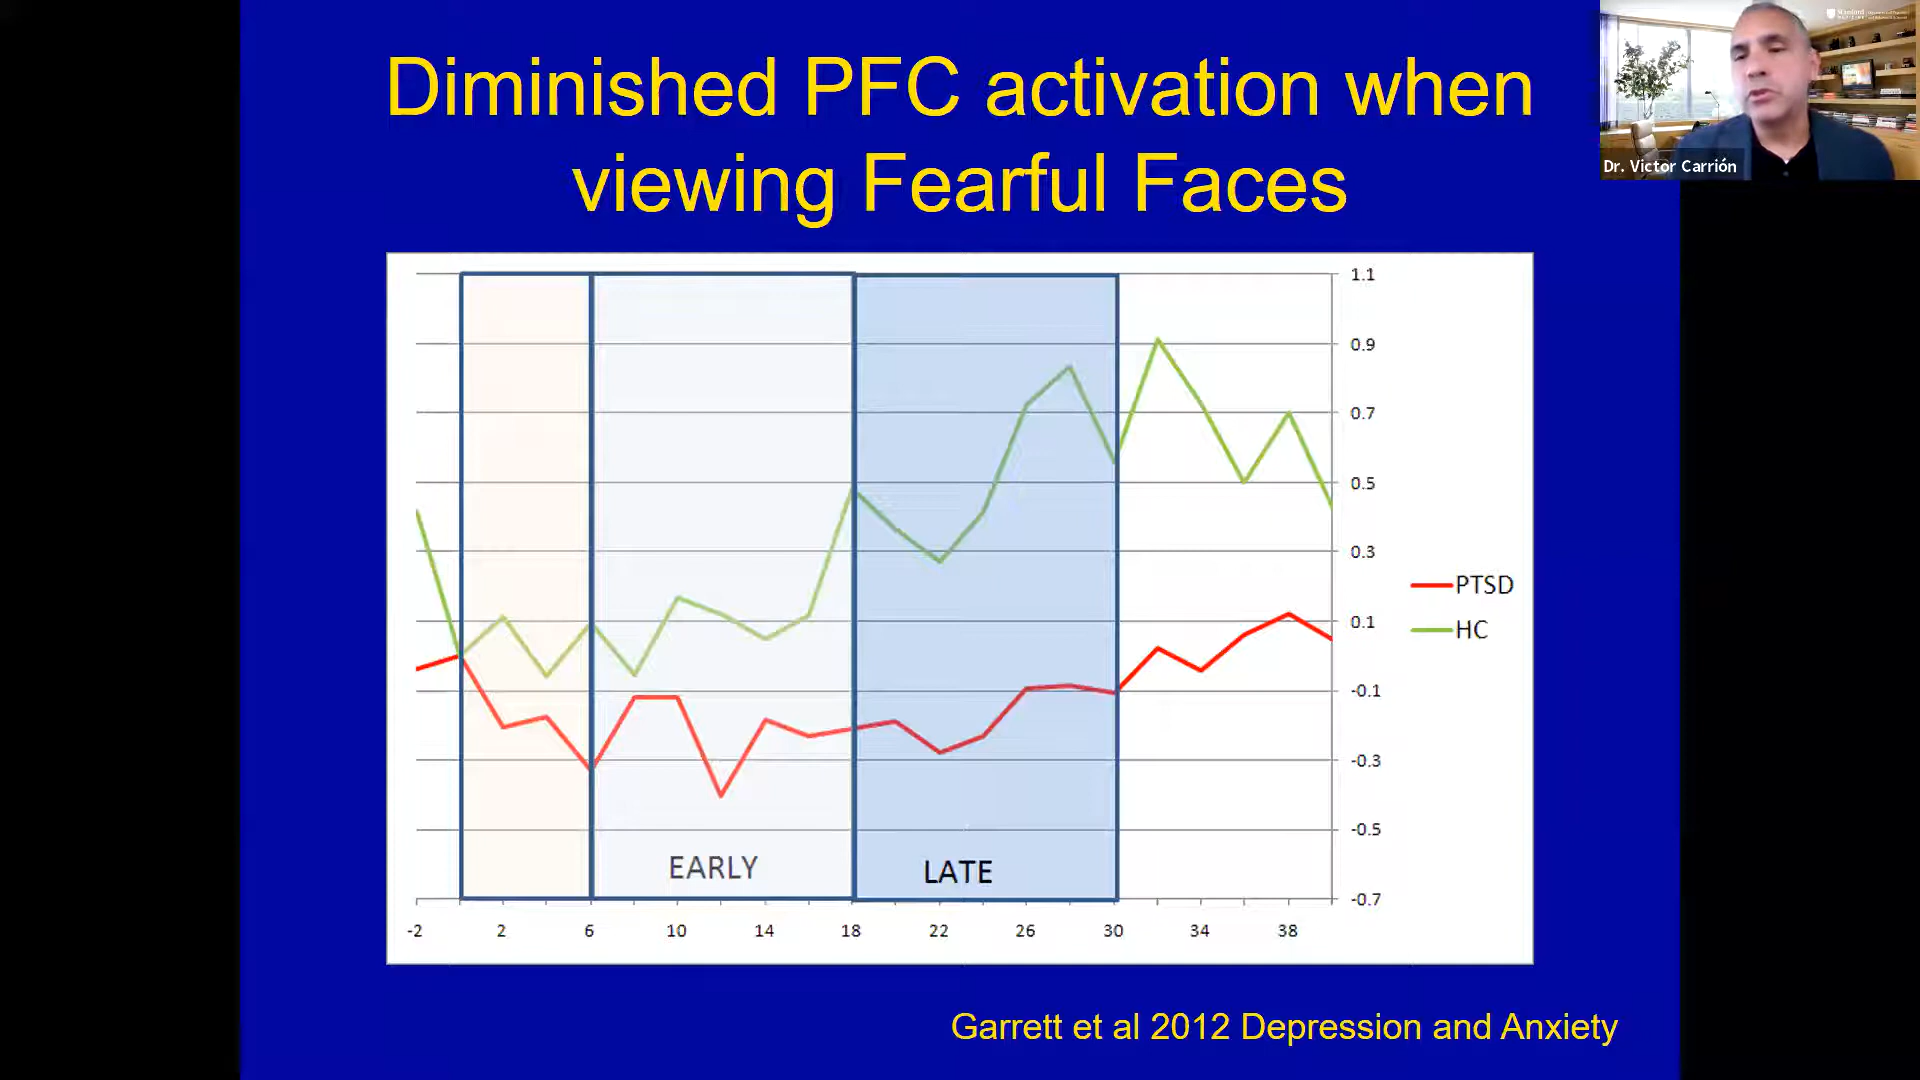 Diminished PFC activation when
viewing Fearful Faces
Stanford
Dr. Victor Carrión
1.1
0.9
0.7
0.5
0.3
0.1
-0.1
-0.3
-0.5
-0.7
PTSD
HC
EARLY
LATE
-2 2 6 10 14 18 22 26 30 34 38
Garrett et al 2012 Depression and Anxiety